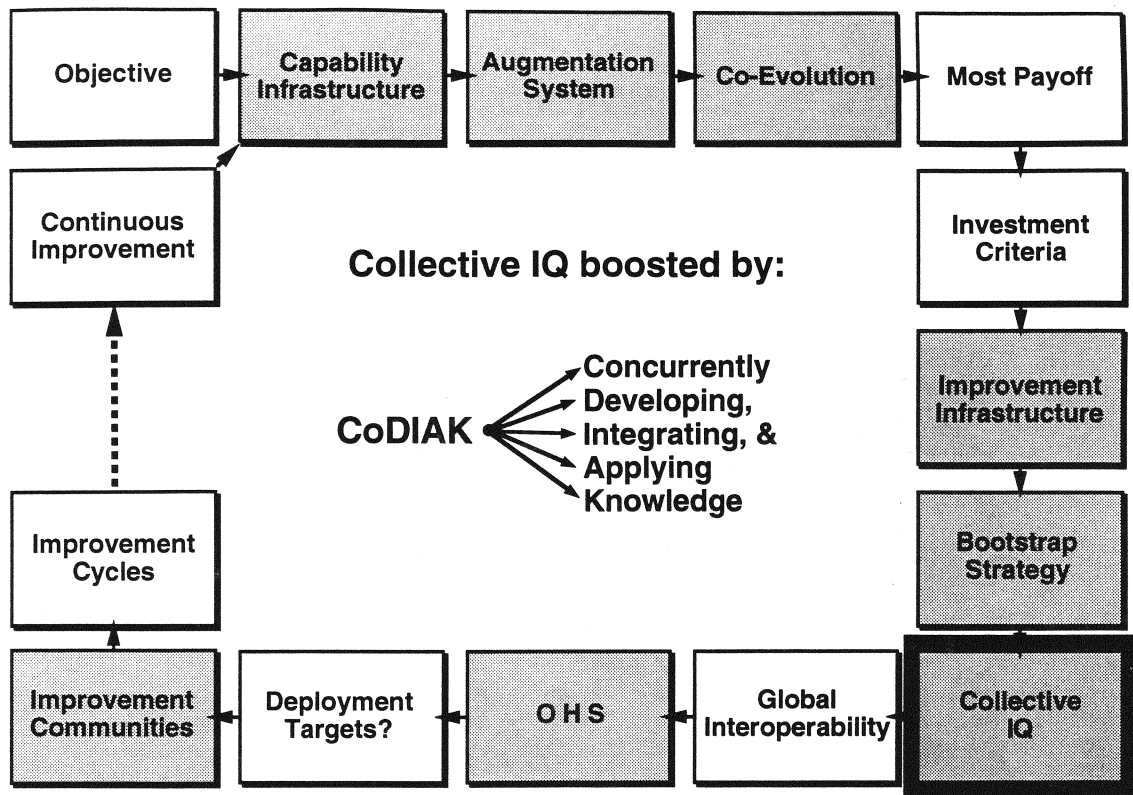 Objective
Capability
Infrastructure
Augmentation
System
Co-Evolution
Most Payoff
Continuous
Improvement
Investment
Criteria
Collective IQ boosted by:
Improvement
Infrastructure
CoDIAK
Concurrently
Developing,
Integrating, &
Applying
Knowledge
Improvement
Cycles
Bootstrap
Strategy
Improvement
Communities
Deployment
Targets?
O H S
Global
Interoperability
Collective
IQ